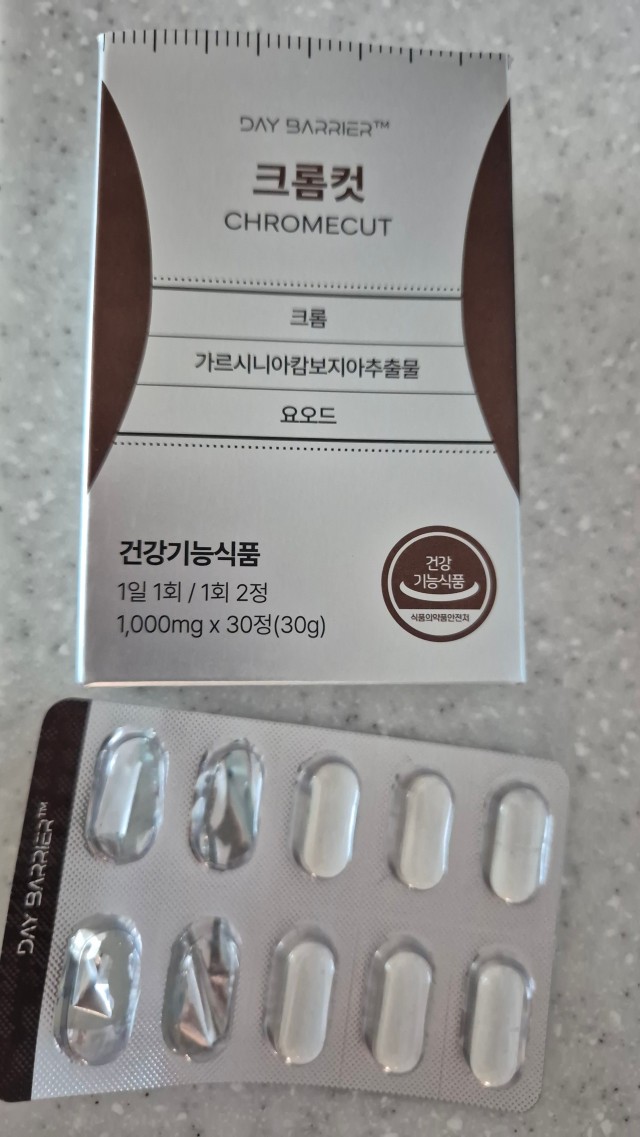 DAY BARRIER™
크롬컷
CHROMECUT
크롬
가르시니아캄보지아추출물
요오드
건강기능식품
1일 1회 / 1회 2정
1,000mg x 30정(30g)
건강
기능식품
식품의약품안전처
DAY BARRIER™